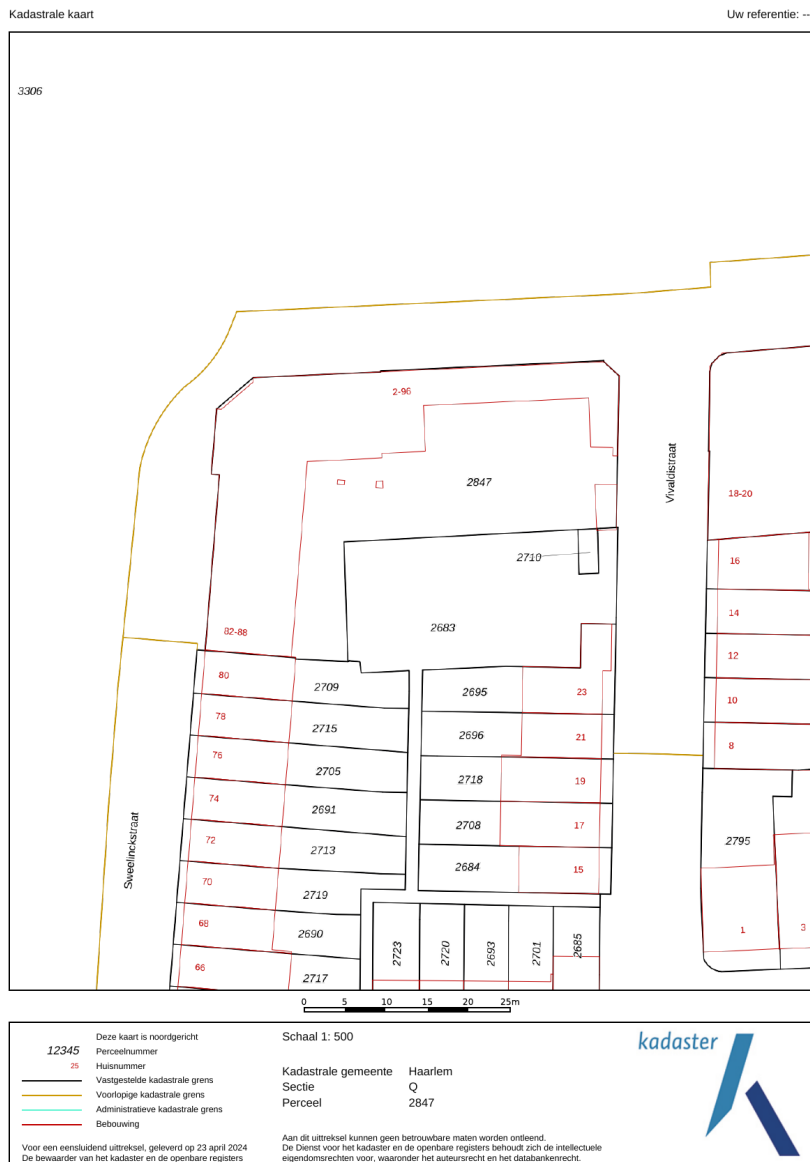 Kadastrale kaart
Uw referentie: --
3306
2-96
2847
Vivaldistraat
18-20
2710
16
14
2683
82-88
12
80
2709
2695
23
10
78
2715
2696
21
8
76
2705
2718
19
74
2691
2708
17
Sweelinckstraat
72
2713
2684
15
2795
70
2719
68
2690
2723
2720
2693
2701
2685
1
3
66
2717
0 5 10 15 20 25m
Deze kaart is noordgericht
12345 Perceelnummer
25 Huisnummer
Vastgestelde kadastrale grens
Voorlopige kadastrale grens
Administratieve kadastrale grens
Bebouwing
Voor een eensluidend uittreksel, geleverd op 23 april 2024
De bewaarder van het kadaster en de openbare registers
Schaal 1: 500
Kadastrale gemeente Haarlem
Sectie Q
Perceel 2847
Aan dit uittreksel kunnen geen betrouwbare maten worden ontleend.
De Dienst voor het kadaster en de openbare registers behoudt zich de intellectuele
eigendomsrechten voor, waaronder het auteursrecht en het databankenrecht.
kadaster